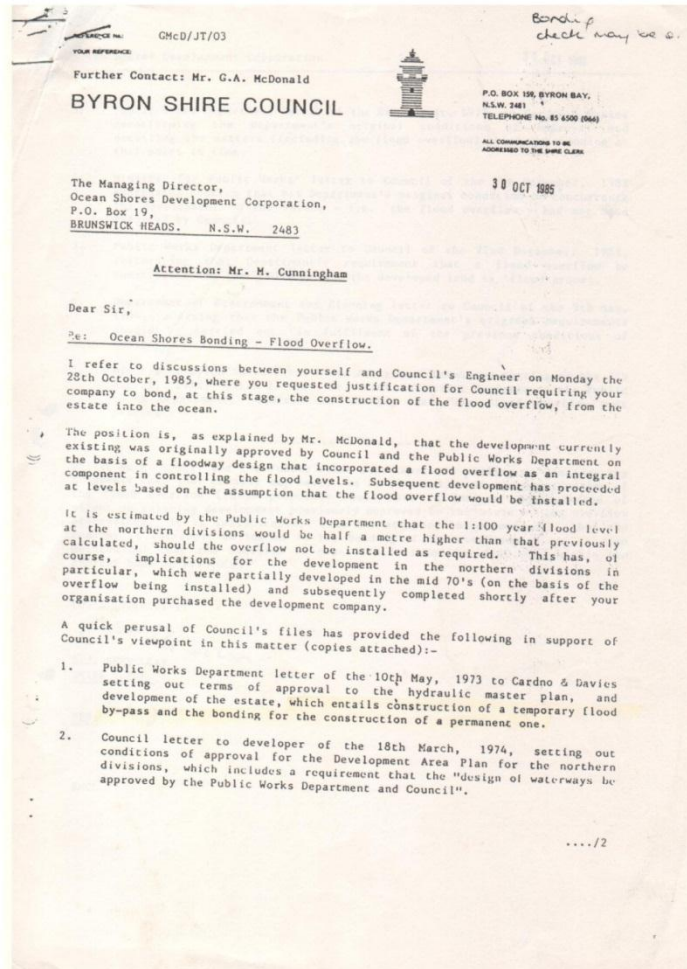 Bonding
check may be
REFERENCE No: GMcD/JT/03
YOUR REFERENCE:
Further Contact: Mr. G.A. McDonald
BYRON SHIRE COUNCIL
P.O. BOX 159, BYRON BAY,
N.S.W. 2481
TELEPHONE No. 85 6500 (066)
ALL COMMUNICATIONS TO BE
ADDRESSED TO THE SHIRE CLERK
30 OCT 1985
The Managing Director,
Ocean Shores Development Corporation,
P.O. Box 19,
BRUNSWICK HEADS. N.S.W. 2483
Attention: Mr. M. Cunningham
Dear Sir,
Re: Ocean Shores Bonding - Flood Overflow.
I refer to discussions between yourself and Council's Engineer on Monday the
28th October, 1985, where you requested justification for Council requiring your
company to bond, at this stage, the construction of the flood overflow, from the
estate into the ocean.
The position is, as explained by Mr. McDonald, that the development currently
existing was originally approved by Council and the Public Works Department on
the basis of a floodway design that incorporated a flood overflow as an integral
component in controlling the flood levels. Subsequent development has proceeded
at levels based on the assumption that the flood overflow would be installed.
It is estimated by the Public Works Department that the 1:100 year flood level
at the northern divisions would be half a metre higher than that previously
calculated, should the overflow not be installed as required. This has, of
course, implications for the development in the northern divisions in
particular, which were partially developed in the mid 70's (on the basis of the
overflow being installed) and subsequently completed shortly after your
organisation purchased the development company.
A quick perusal of Council's files has provided the following in support of
Council's viewpoint in this matter (copies attached):-
1. Public Works Department letter of the 10th May, 1973 to Cardno & Davies
setting out terms of approval to the hydraulic master plan, and
development of the estate, which entails construction of a temporary flood
by-pass and the bonding for the construction of a permanent one.
2. Council letter to developer of the 18th March, 1974, setting out
conditions of approval for the Development Area Plan for the northern
divisions, which includes a requirement that the "design of waterways be
approved by the Public Works Department and Council".
..../2